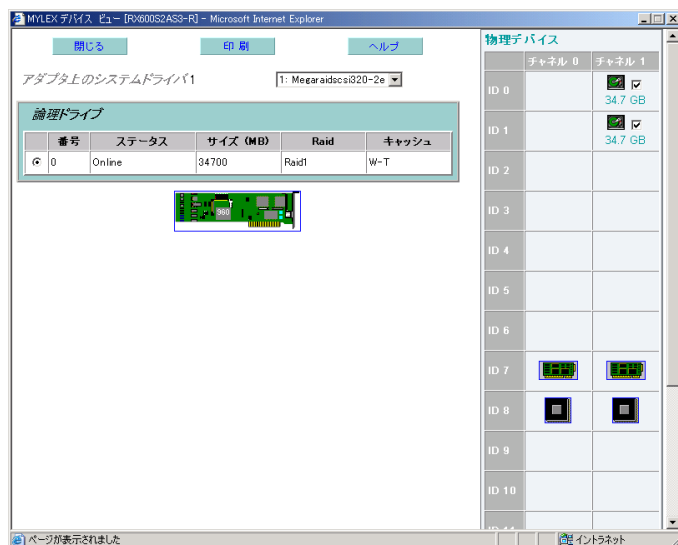 MYLEX デバイス ビュー [RX600S2AS3-R] - Microsoft Internet Explorer
閉じる 印刷 ヘルプ
アダプタ上のシステムドライバ 1 1: Megaraidscsi320-2e
論理ドライブ
番号 ステータス サイズ (MB) Raid キャッシュ
0 Online 34700 Raid1 W-T
960
物理デバイス
チャネル 0 チャネル 1
ID 0 34.7 GB
ID 1 34.7 GB
ID 2
ID 3
ID 4
ID 5
ID 6
ID 7
ID 8
ID 9
ID 10
ページが表示されました イントラネット